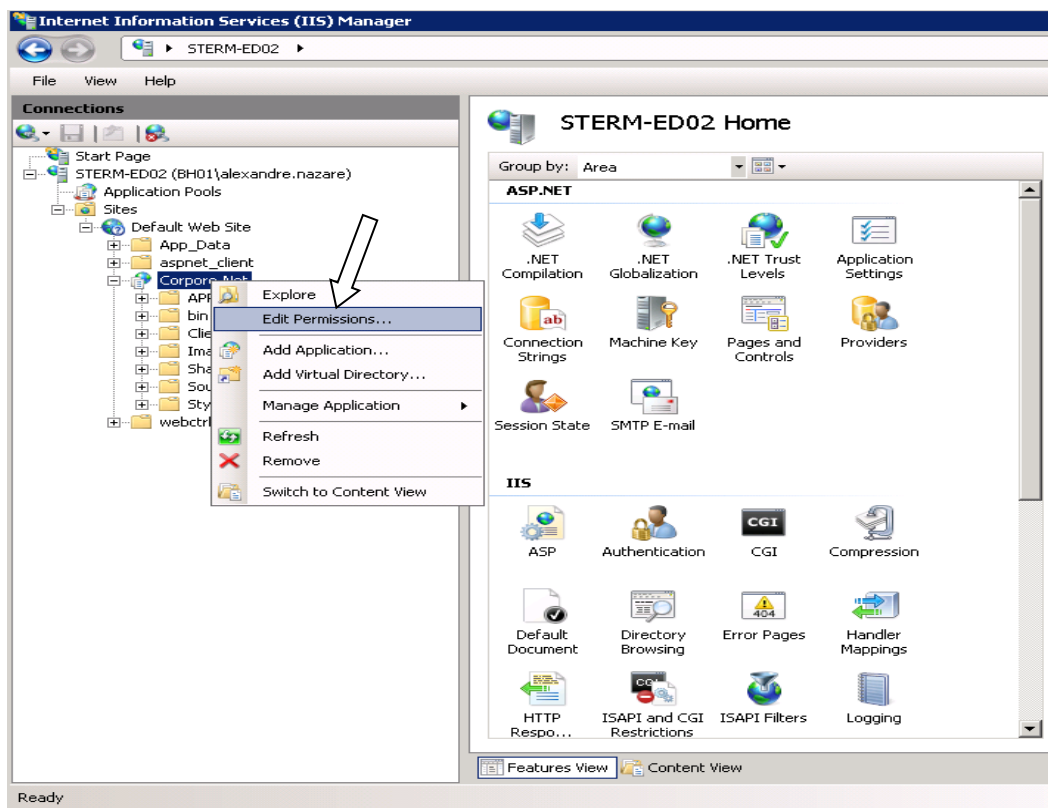 Internet Information Services (IIS) Manager
STERM-ED02
File View Help
Connections
Start Page
STERM-ED02 (BH01\alexandre.nazare)
Application Pools
Sites
Default Web Site
App_Data
aspnet_client
Corpore.Net
bin
webctrl
Explore
Edit Permissions...
Add Application...
Add Virtual Directory...
Manage Application
Refresh
Remove
Switch to Content View
STERM-ED02 Home
Group by: Area
ASP.NET
.NET Compilation
.NET Globalization
.NET Trust Levels
Application Settings
ab
Connection Strings
Machine Key
Pages and Controls
Providers
Session State
SMTP E-mail
IIS
ASP
Authentication
CGI
CGI
Compression
404
Default Document
Directory Browsing
Error Pages
Handler Mappings
HTTP Respo...
ISAPI and CGI Restrictions
ISAPI Filters
Logging
Features View
Content View
Ready